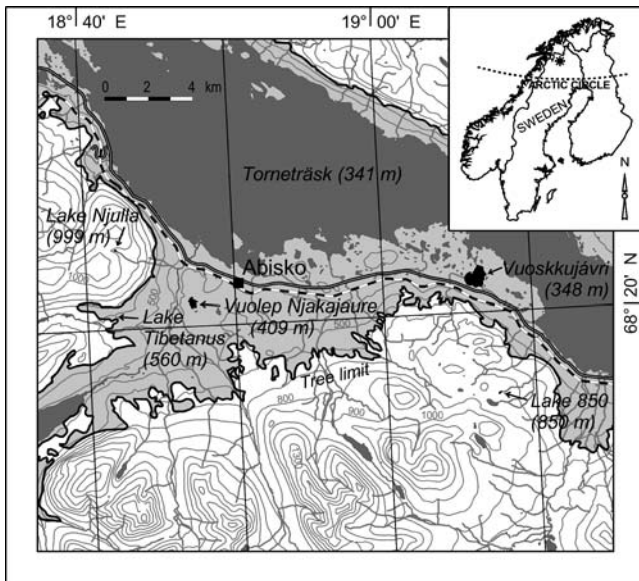 18° 40' E
19° 00' E
0 2 4
km
ARCTIC CIRCLE
SWEDEN
N
Torneträsk (341 m)
Lake Njulla
(999 m)
1000
Abisko
Vuoskkujávri
(348 m)
68° 20' N
500
Vuolep Njakajaure
(409 m)
500
Lake
Tibetanus
(560 m)
Tree limit
800
900
1000
Lake 850
(850 m)